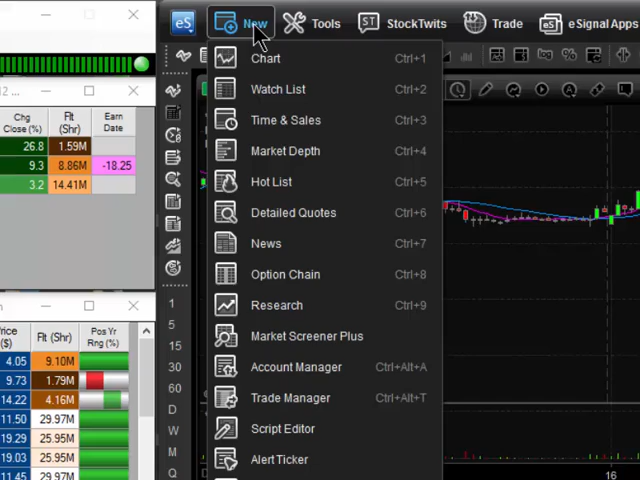 eS New Tools ST StockTwits Trade eS eSignal Apps
Chart Ctrl+1
Watch List Ctrl+2
Time & Sales Ctrl+3
Market Depth Ctrl+4
Hot List Ctrl+5
Detailed Quotes Ctrl+6
News Ctrl+7
Option Chain Ctrl+8
Research Ctrl+9
Market Screener Plus
Account Manager Ctrl+Alt+A
Trade Manager Ctrl+Alt+T
Script Editor
Alert Ticker
12 ...
Chg Flt Earn
Close (%) (Shr) Date
26.8 1.59M
9.3 8.86M -18.25
3.2 14.41M
Flt (Shr) Pos Yr
($) Rng (%)
4.05 9.10M
9.73 1.79M
14.22 4.16M
11.50 29.97M
19.29 25.95M
19.03 25.95M
11.45 29.97M
1
5
15
30
60
D
W
M
Q
16